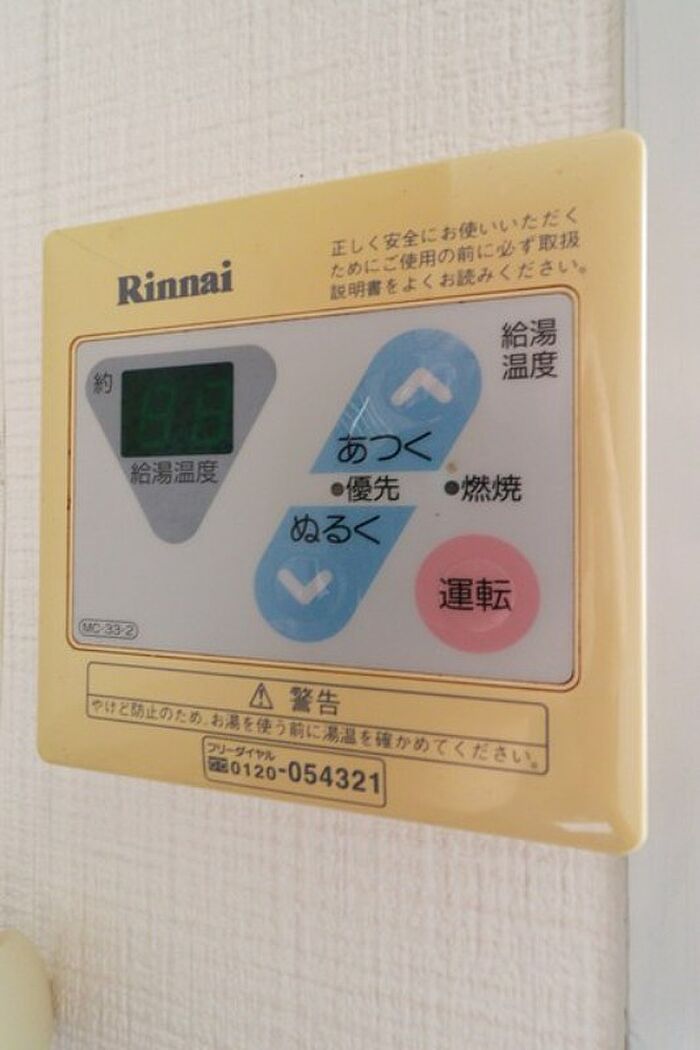 Rinnai
正しく安全にお使いいただく
ためにご使用の前に必ず取扱
説明書をよくお読みください。
約
給湯温度
給湯
温度
あつく
優先
燃焼
ぬるく
運転
MC-33-2
警告
やけど防止のため、お湯を使う前に湯温を確かめてください。
フリーダイヤル
0120-054321